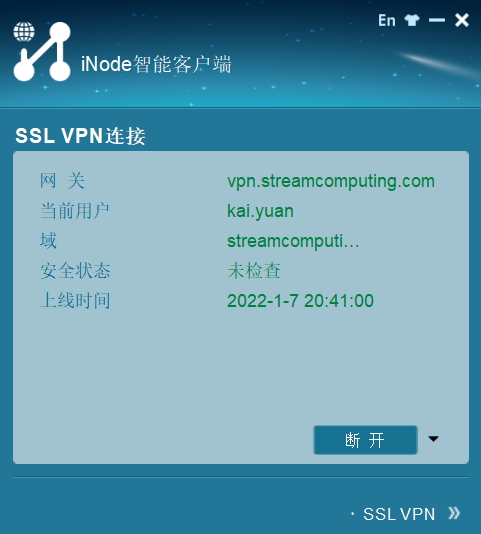 En
iNode智能客户端
SSL VPN连接
网 关 vpn.streamcomputing.com
当前用户 kai.yuan
域 streamcomputi...
安全状态 未检查
上线时间 2022-1-7 20:41:00
断 开
· SSL VPN »